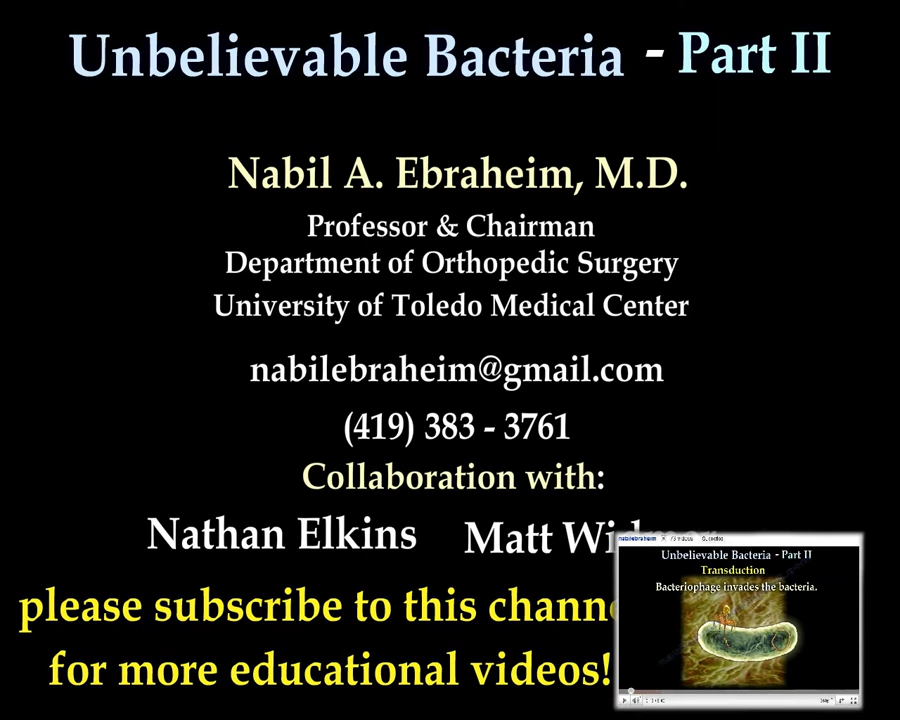 Unbelievable Bacteria - Part II
Nabil A. Ebraheim, M.D.
Professor & Chairman
Department of Orthopedic Surgery
University of Toledo Medical Center
nabilebraheim@gmail.com
(419) 383 - 3761
Collaboration with:
Nathan Elkins Matt
please subscribe to this
for more educational videos!
nabilebraheim
Unbelievable Bacteria - Part II
Transduction
Bacteriophage invades the bacteria.